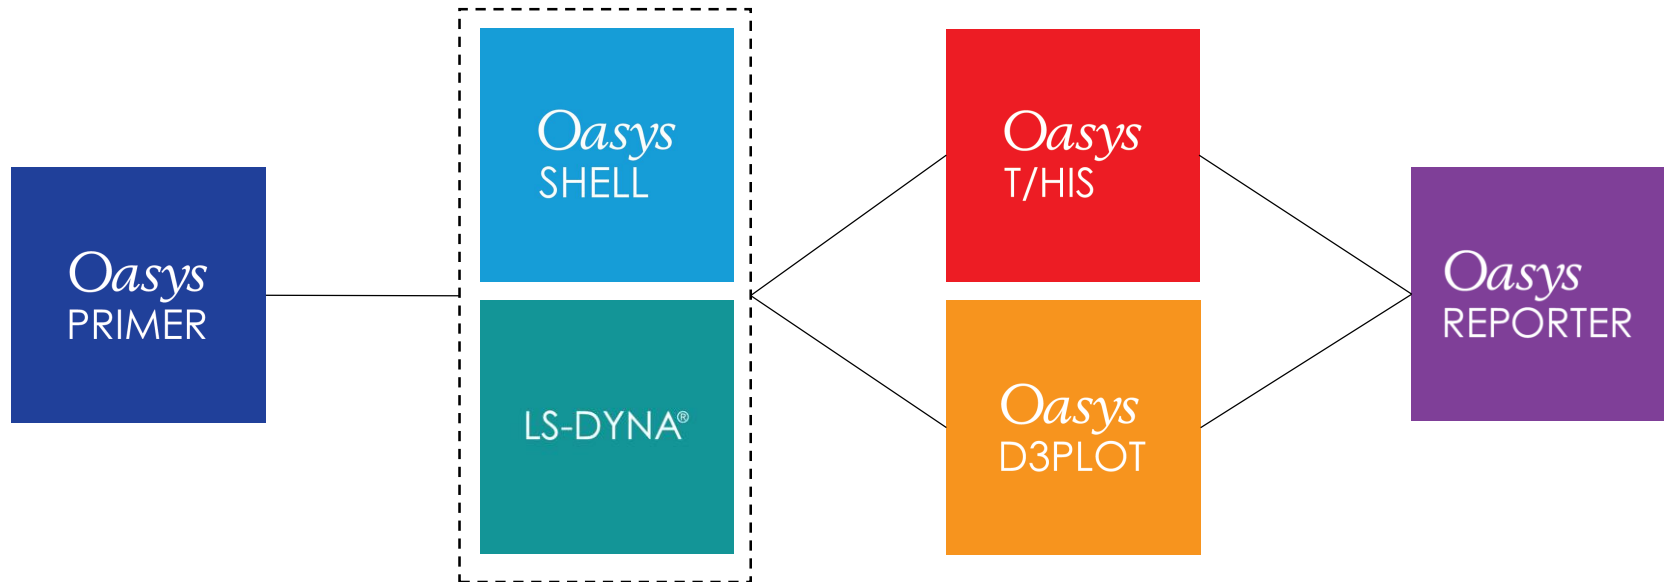 Oasys
PRIMER
Oasys
SHELL
LS-DYNA®
Oasys
T/HIS
Oasys
D3PLOT
Oasys
REPORTER